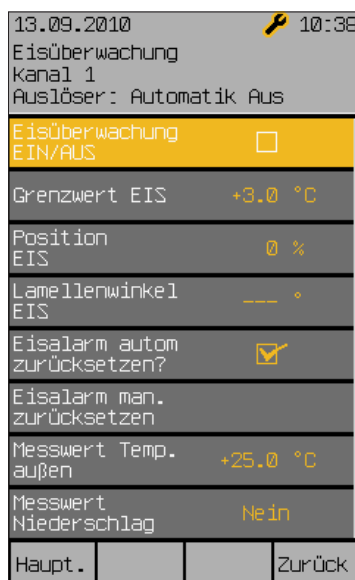 13.09.2010 10:38
Eisüberwachung
Kanal 1
Auslöser: Automatik Aus
Eisüberwachung
EIN/AUS
Grenzwert EIS +3.0 °C
Position
EIS 0 %
Lamellenwinkel
EIS ___ °
Eisalarm autom
zurücksetzen?
Eisalarm man.
zurücksetzen
Messwert Temp.
außen +25.0 °C
Messwert
Niederschlag Nein
Haupt. Zurück